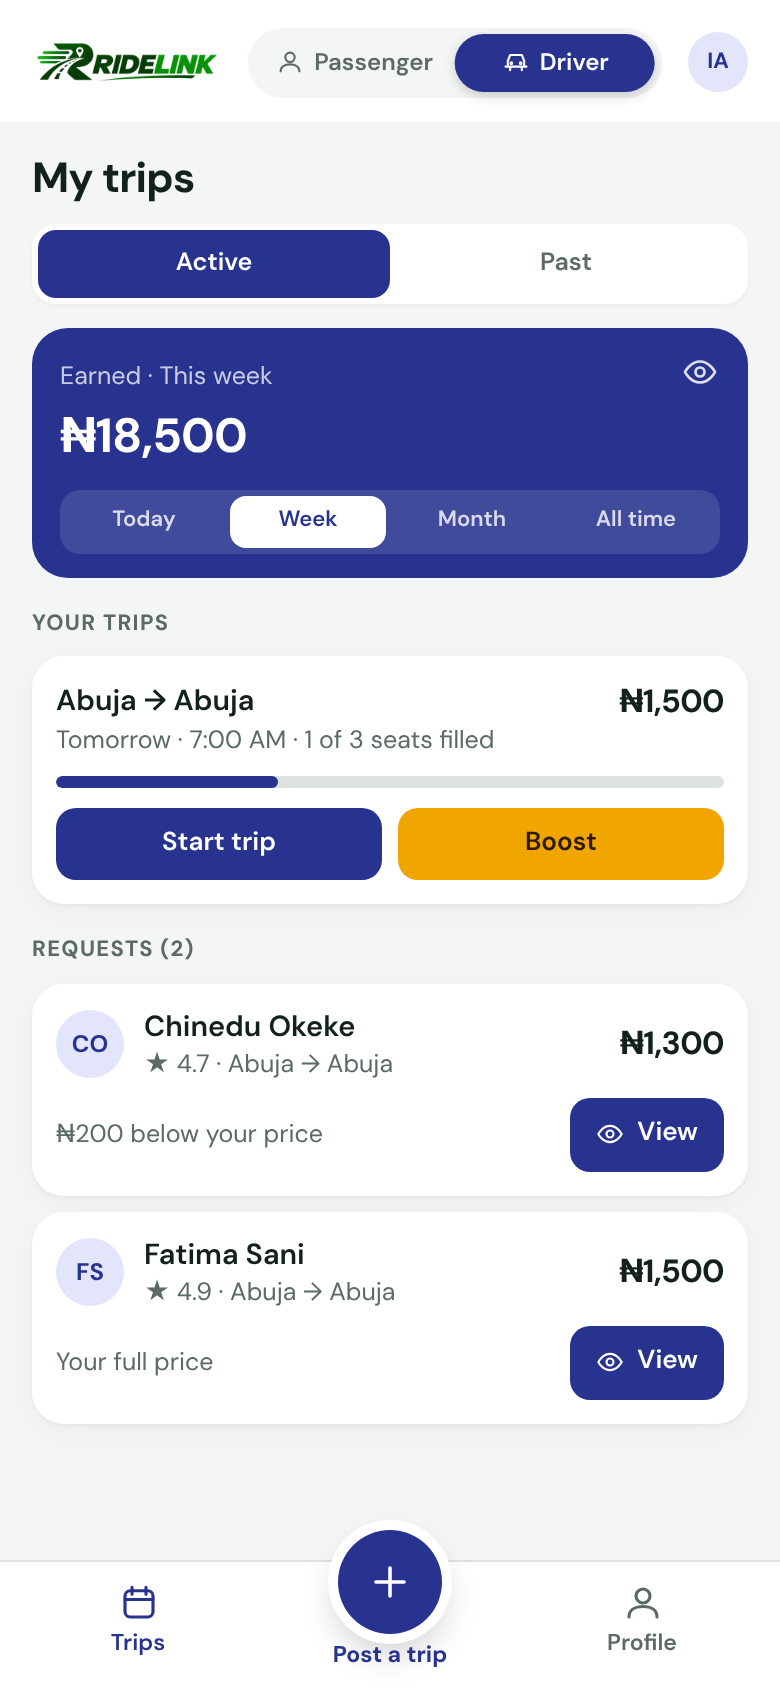 RIDELINK
Passenger
Driver
IA
My trips
Active
Past
Earned · This week
₦18,500
Today
Week
Month
All time
YOUR TRIPS
Abuja → Abuja
₦1,500
Tomorrow · 7:00 AM · 1 of 3 seats filled
Start trip
Boost
REQUESTS (2)
CO
Chinedu Okeke
★ 4.7 · Abuja → Abuja
₦1,300
₦200 below your price
View
FS
Fatima Sani
★ 4.9 · Abuja → Abuja
₦1,500
Your full price
View
Trips
Post a trip
Profile